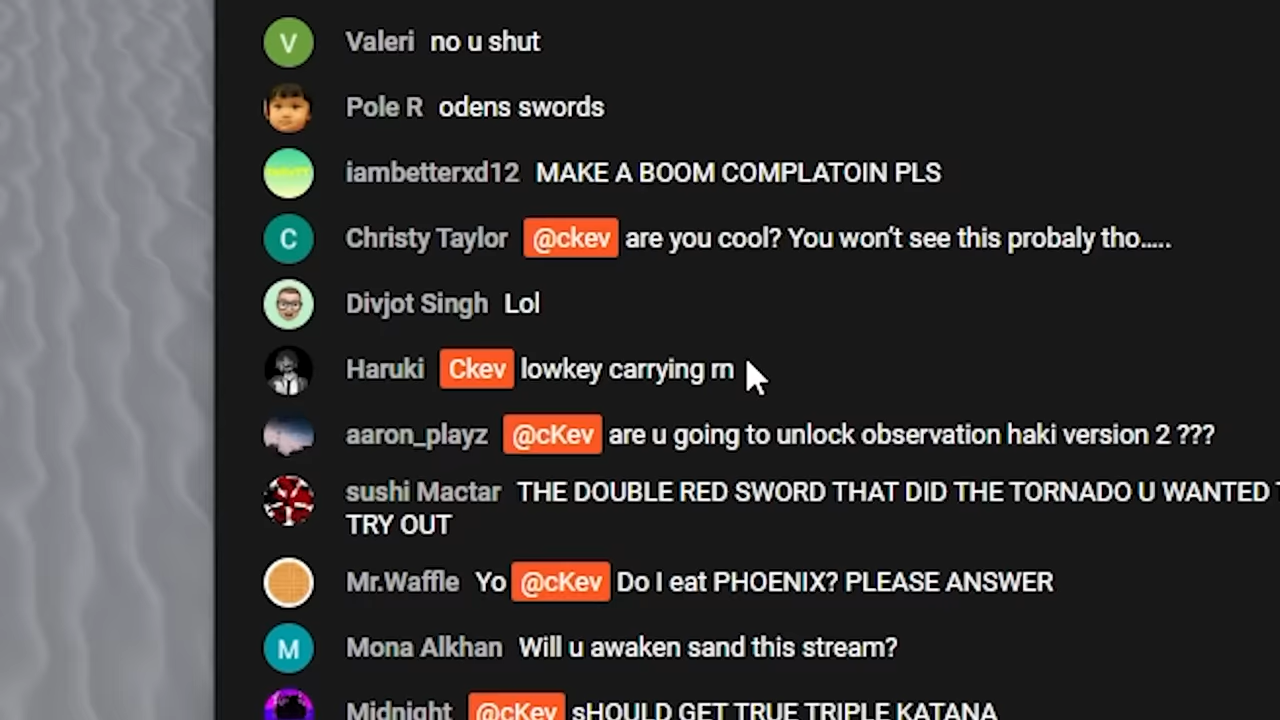 V Valeri no u shut
Pole R odens swords
iambetterxd12 MAKE A BOOM COMPLATOIN PLS
C Christy Taylor @ckev are you cool? You won't see this probaly tho.....
Divjot Singh Lol
Haruki Ckev lowkey carrying rn
aaron_playz @cKev are u going to unlock observation haki version 2 ???
sushi Mactar THE DOUBLE RED SWORD THAT DID THE TORNADO U WANTED
TRY OUT
Mr.Waffle Yo @cKev Do I eat PHOENIX? PLEASE ANSWER
M Mona Alkhan Will u awaken sand this stream?
Midnight @cKev sHOULD GET TRUE TRIPLE KATANA